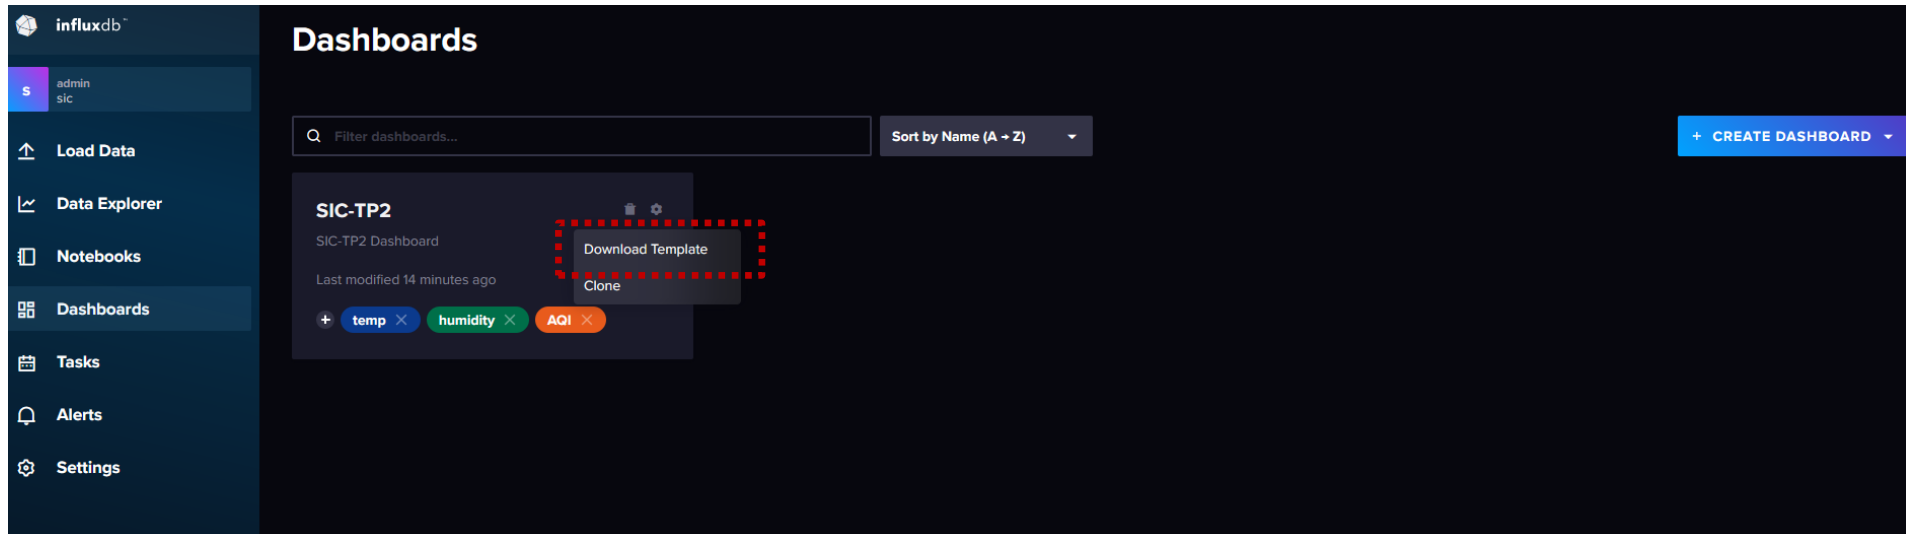 influxdb™
Dashboards
s
admin
sic
Load Data
Data Explorer
Notebooks
Dashboards
Tasks
Alerts
Settings
Filter dashboards...
Sort by Name (A → Z)
+ CREATE DASHBOARD
SIC-TP2
SIC-TP2 Dashboard
Last modified 14 minutes ago
Download Template
Clone
temp
humidity
AQI